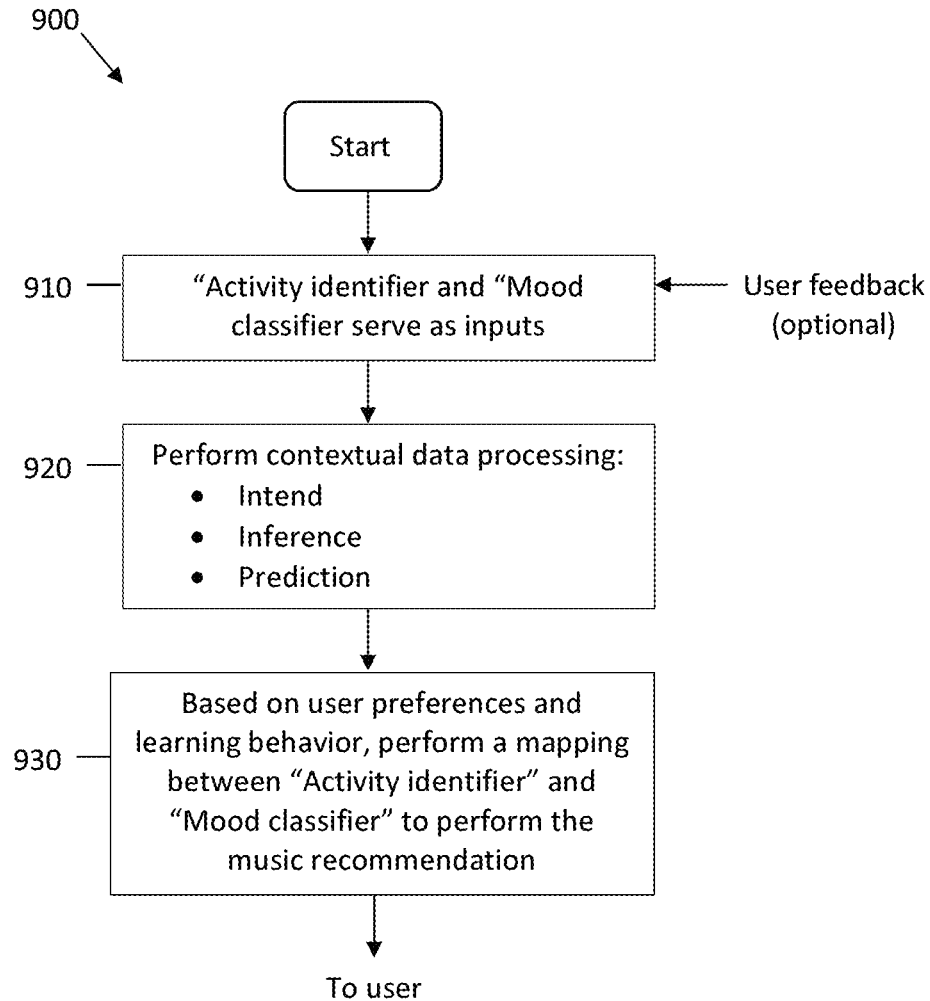 900
Start
910
“Activity identifier and “Mood
classifier serve as inputs
User feedback
(optional)
920
Perform contextual data processing:
• Intend
• Inference
• Prediction
930
Based on user preferences and
learning behavior, perform a mapping
between “Activity identifier” and
“Mood classifier” to perform the
music recommendation
To user